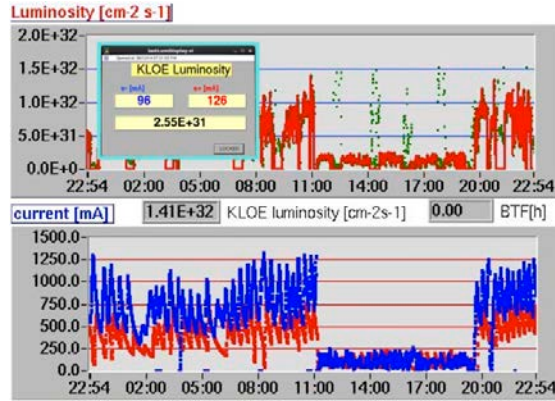 Luminosity [cm-2 s-1]
2.0E+32
1.5E+32
1.0E+32
5.0E+31
0.0E+0
KLOE Luminosity
e- [mA] e+ [mA]
96 126
2.55E+31
22:54 02:00 05:00 08:00 11:00 14:00 17:00 20:00 22:54
current [mA] 1.41E+32 KLOE luminosity [cm-2s-1] 0.00 BTF[h]
1500.0
1250.0
1000.0
750.0
500.0
250.0
0.0
22:54 02:00 05:00 08:00 11:00 14:00 17:00 20:00 22:54